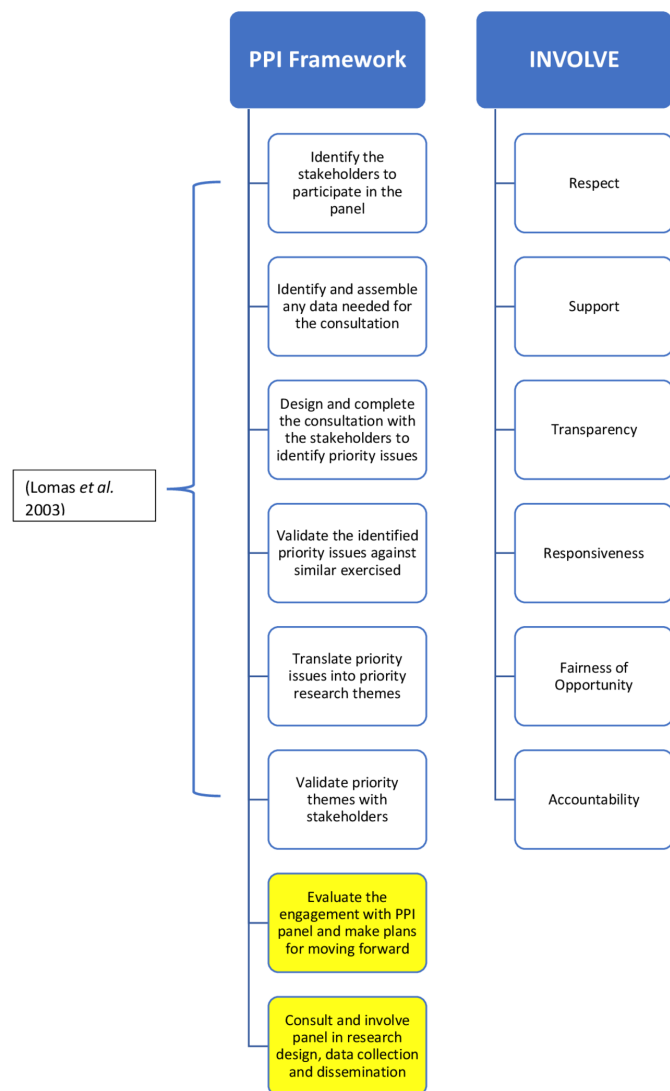 PPI Framework
Identify the
stakeholders to
participate in the
panel
Identify and assemble
any data needed for
the consultation
Design and complete
the consultation with
the stakeholders to
identify priority issues
(Lomas et al.
2003)
Validate the identified
priority issues against
similar exercised
Translate priority
issues into priority
research themes
Validate priority
themes with
stakeholders
Evaluate the
engagement with PPI
panel and make plans
for moving forward
Consult and involve
panel in research
design, data collection
and dissemination
INVOLVE
Respect
Support
Transparency
Responsiveness
Fairness of
Opportunity
Accountability